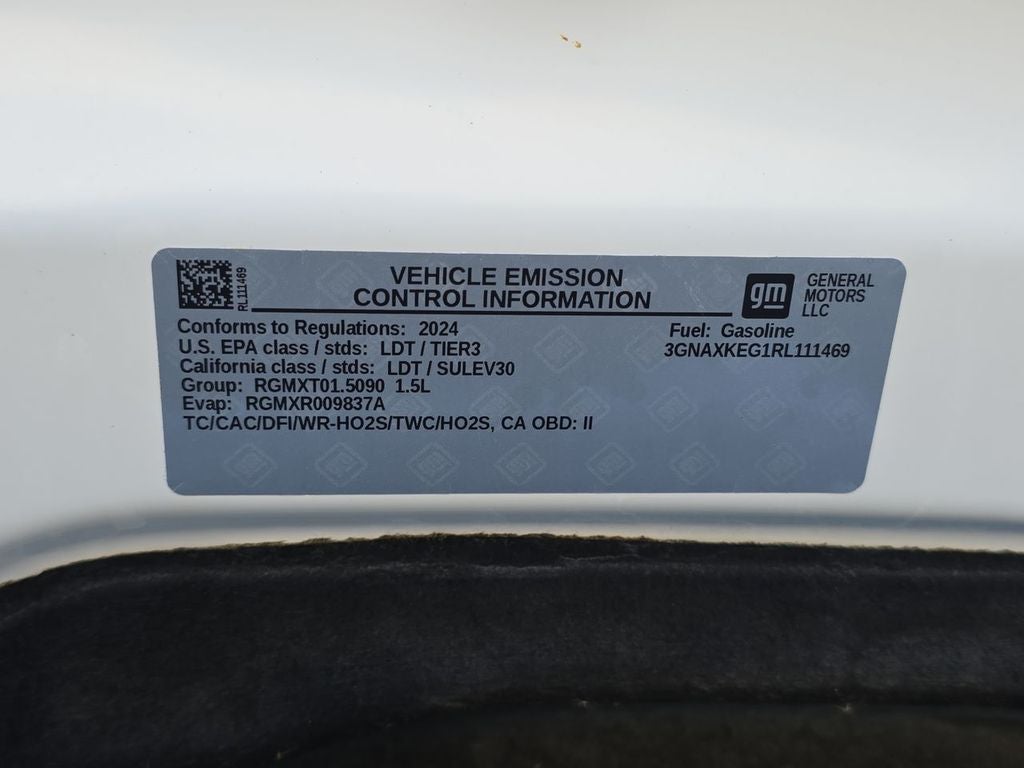 RL111469
VEHICLE EMISSION
CONTROL INFORMATION
gm
GENERAL
MOTORS
LLC
Conforms to Regulations: 2024
Fuel: Gasoline
U.S. EPA class / stds: LDT / TIER3
3GNAXKEG1RL111469
California class / stds: LDT / SULEV30
Group: RGMXT01.5090 1.5L
Evap: RGMXR009837A
TC/CAC/DFI/WR-HO2S/TWC/HO2S, CA OBD: II